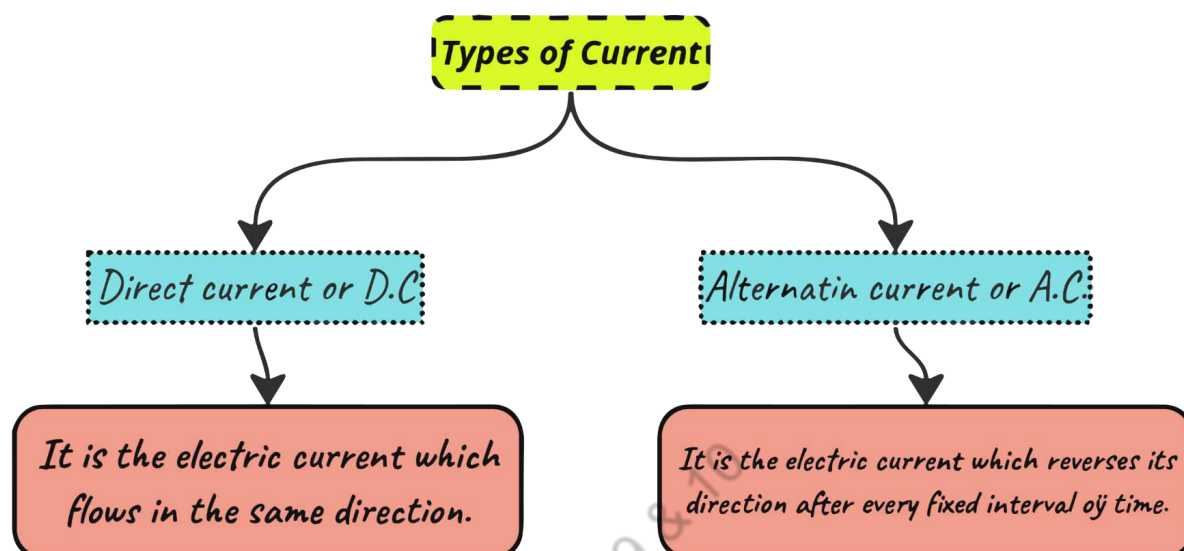 Types of Current
Direct current or D.C
Alternatin current or A.C.
It is the electric current which
flows in the same direction.
It is the electric current which reverses its
direction after every fixed interval oÿ time.
& 10